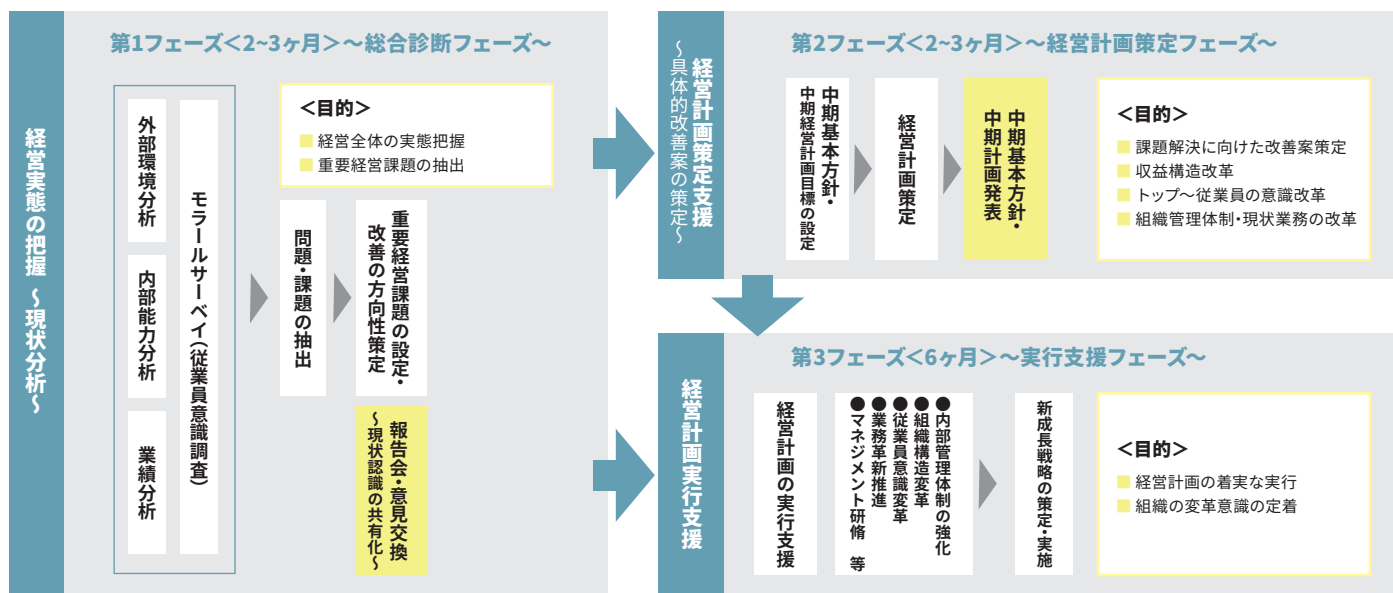 経営実態の把握 ~現状分析~
第1フェーズ<2~3ヶ月>~総合診断フェーズ~
外部環境分析
内部能力分析
業績分析
モラールサーベイ(従業員意識調査)
<目的>
経営全体の実態把握
重要経営課題の抽出
問題・課題の抽出
重要経営課題の設定・
改善の方向性策定
報告会・意見交換
~現状認識の共有化~
経営計画策定支援
~具体的改善案の策定~
第2フェーズ<2~3ヶ月>~経営計画策定フェーズ~
中期基本方針・
中期経営計画目標の設定
経営計画策定
中期基本方針・
中期計画発表
<目的>
課題解決に向けた改善案策定
収益構造改革
トップ~従業員の意識改革
組織管理体制・現状業務の改革
経営計画実行支援
第3フェーズ<6ヶ月>~実行支援フェーズ~
経営計画の実行支援
●内部管理体制の強化
●組織構造変革
●従業員意識変革
●業務革新推進
●マネジメント研脩 等
新成長戦略の策定・実施
<目的>
経営計画の着実な実行
組織の変革意識の定着